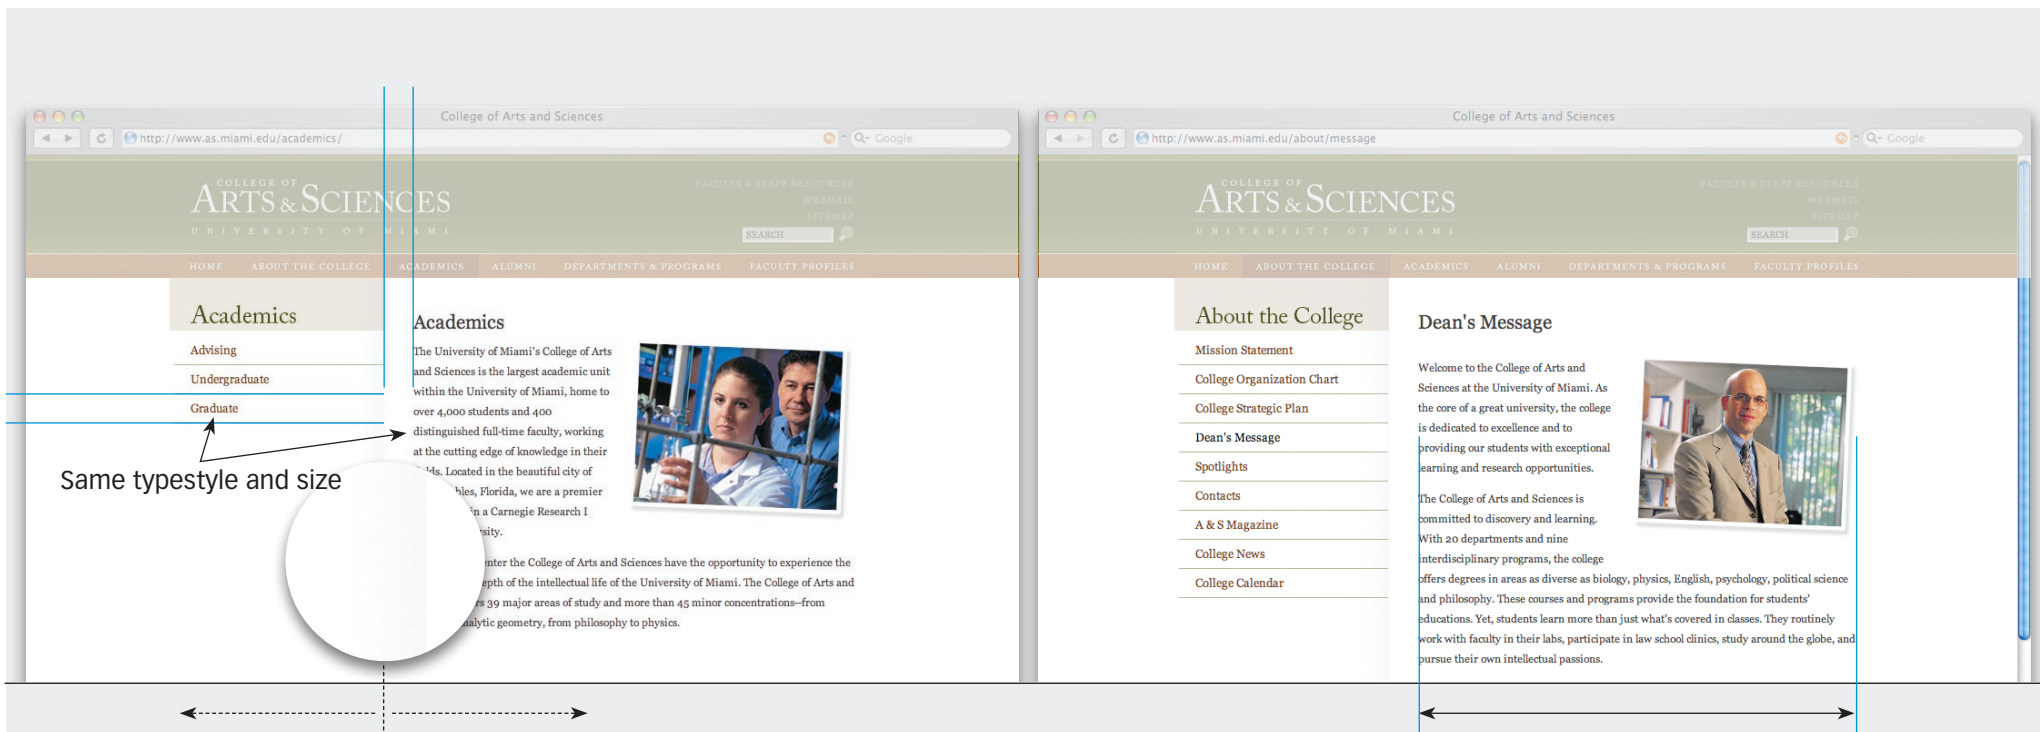 College of Arts and Sciences
http://www.as.miami.edu/academics/
Google
COLLEGE OF
ARTS & SCIENCES
UNIVERSITY OF MIAMI
FACULTY & STAFF RESOURCES
WEBMAIL
SITEMAP
SEARCH
HOME ABOUT THE COLLEGE ACADEMICS ALUMNI DEPARTMENTS & PROGRAMS FACULTY PROFILES
Academics
Advising
Undergraduate
Graduate
Same typestyle and size
Academics
The University of Miami's College of Arts
and Sciences is the largest academic unit
within the University of Miami, home to
over 4,000 students and 400
distinguished full-time faculty, working
at the cutting edge of knowledge in their
Located in the beautiful city of
Florida, we are a premier
in a Carnegie Research I
the College of Arts and Sciences have the opportunity to experience the
of the intellectual life of the University of Miami. The College of Arts and
39 major areas of study and more than 45 minor concentrations--from
geometry, from philosophy to physics.
College of Arts and Sciences
http://www.as.miami.edu/about/message
Google
COLLEGE OF
ARTS & SCIENCES
UNIVERSITY OF MIAMI
FACULTY & STAFF RESOURCES
WEBMAIL
SITEMAP
SEARCH
HOME ABOUT THE COLLEGE ACADEMICS ALUMNI DEPARTMENTS & PROGRAMS FACULTY PROFILES
About the College
Mission Statement
College Organization Chart
College Strategic Plan
Dean's Message
Spotlights
Contacts
A & S Magazine
College News
College Calendar
Dean's Message
Welcome to the College of Arts and
Sciences at the University of Miami. As
the core of a great university, the college
is dedicated to excellence and to
providing our students with exceptional
learning and research opportunities.
The College of Arts and Sciences is
committed to discovery and learning.
With 20 departments and nine
interdisciplinary programs, the college
offers degrees in areas as diverse as biology, physics, English, psychology, political science
and philosophy. These courses and programs provide the foundation for students'
educations. Yet, students learn more than just what's covered in classes. They routinely
work with faculty in their labs, participate in law school clinics, study around the globe, and
pursue their own intellectual passions.